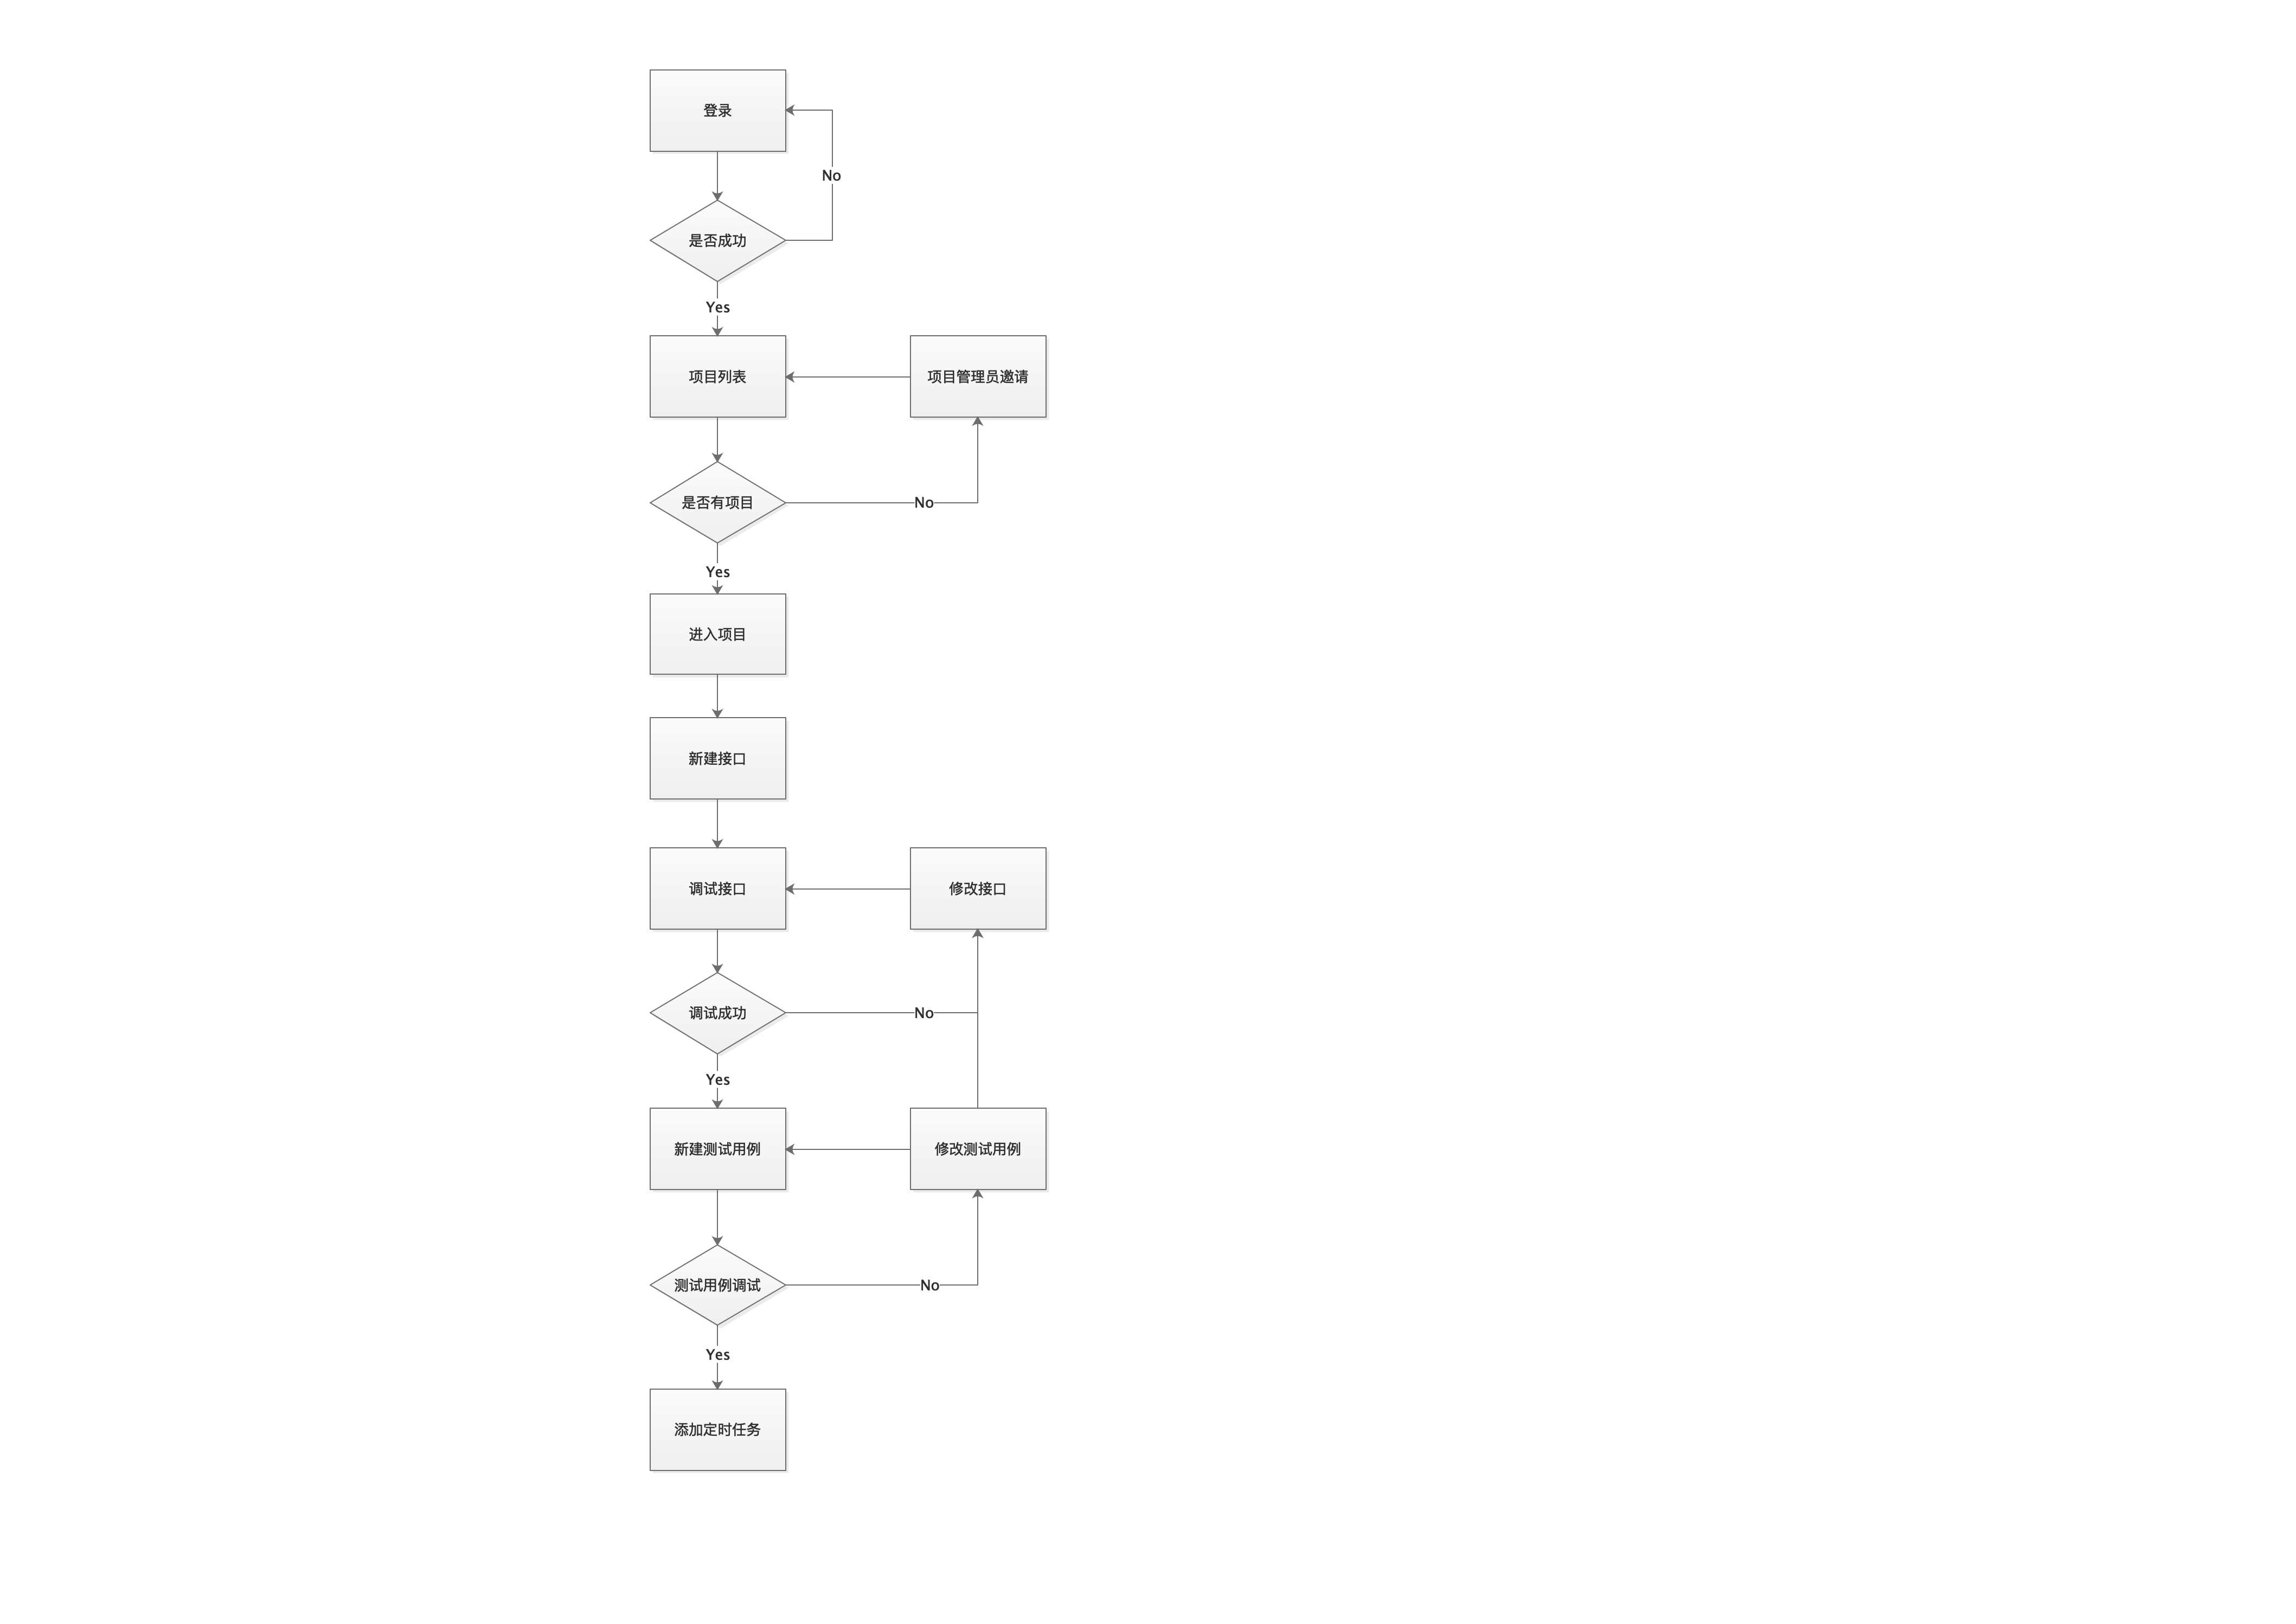 登录
No
是否成功
Yes
项目列表
项目管理员邀请
是否有项目
No
Yes
进入项目
新建接口
调试接口
修改接口
调试成功
No
Yes
新建测试用例
修改测试用例
测试用例调试
No
Yes
添加定时任务